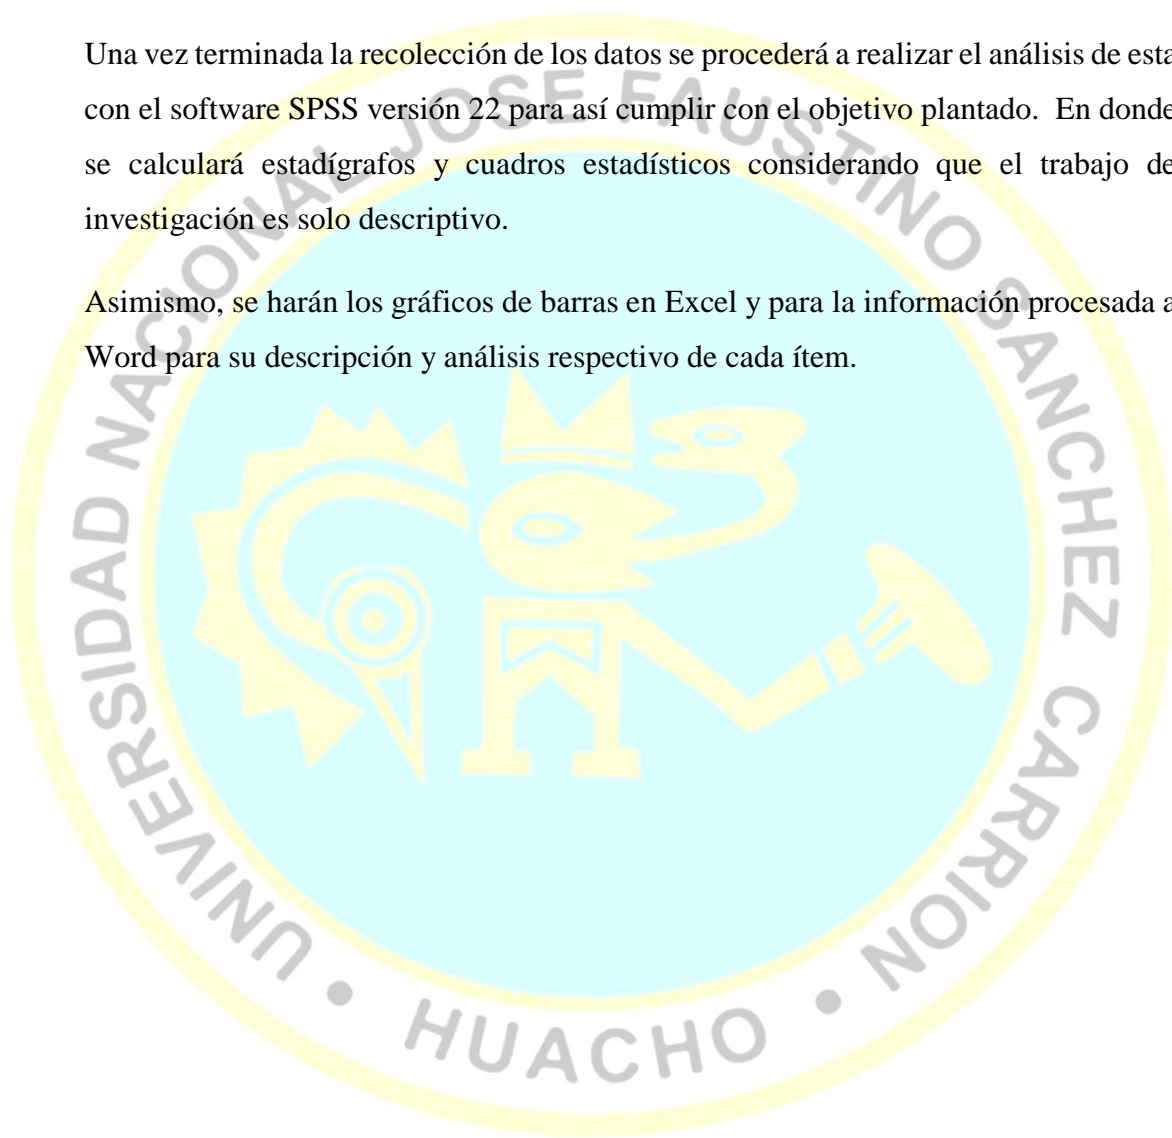 Una vez terminada la recolección de los datos se procederá a realizar el análisis de esta
con el software SPSS versión 22 para así cumplir con el objetivo plantado. En donde
se calculará estadígrafos y cuadros estadísticos considerando que el trabajo de
investigación es solo descriptivo.
Asimismo, se harán los gráficos de barras en Excel y para la información procesada a
Word para su descripción y análisis respectivo de cada ítem.
UNIVERSIDAD NACIONAL JOSE FAUSTINO SANCHEZ CARRION • HUACHO •